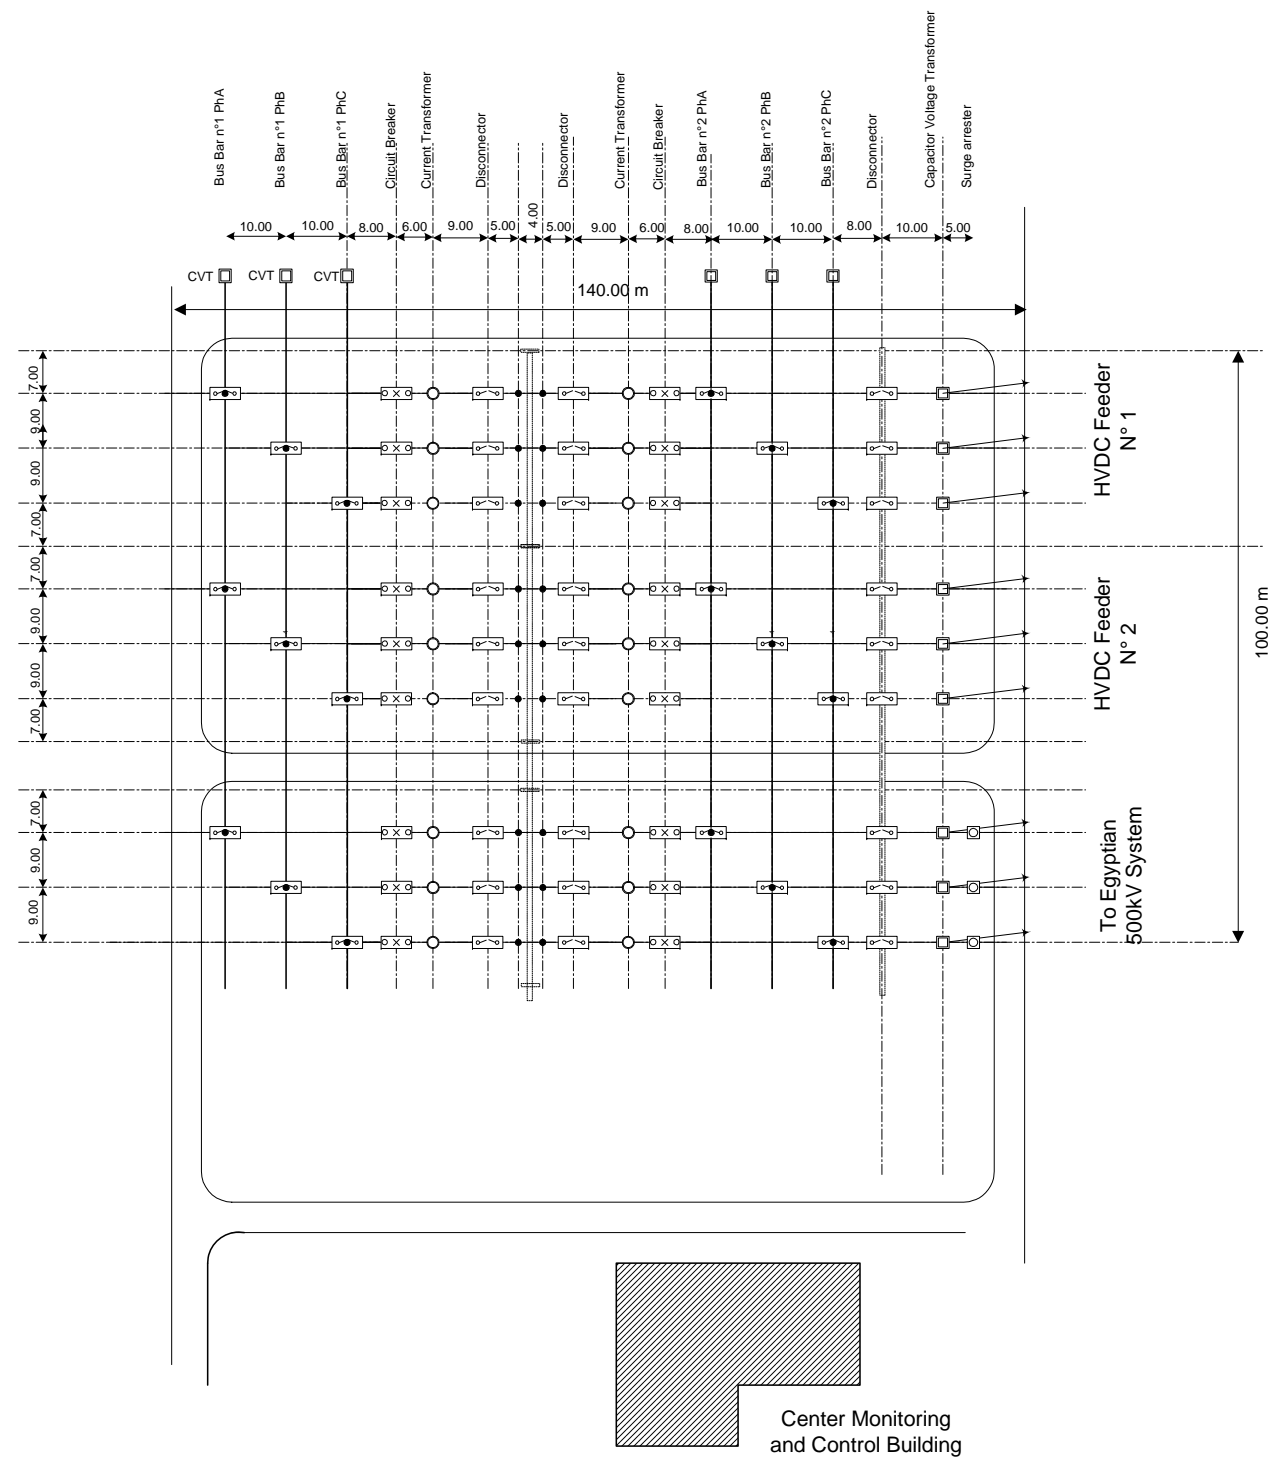 Bus Bar n°1 PhA
Bus Bar n°1 PhB
Bus Bar n°1 PhC
Circuit Breaker
Current Transformer
Disconnector
Disconnector
Current Transformer
Circuit Breaker
Bus Bar n°2 PhA
Bus Bar n°2 PhB
Bus Bar n°2 PhC
Disconnector
Capacitor Voltage Transformer
Surge arrester
10.00
10.00
8.00
6.00
9.00
5.00
4.00
5.00
9.00
6.00
8.00
10.00
10.00
8.00
10.00
5.00
CVT
CVT
CVT
140.00 m
7.00
9.00
9.00
7.00
7.00
9.00
9.00
7.00
7.00
9.00
9.00
HVDC Feeder
N° 1
HVDC Feeder
N° 2
To Egyptian
500kV System
100.00 m
Center Monitoring
and Control Building